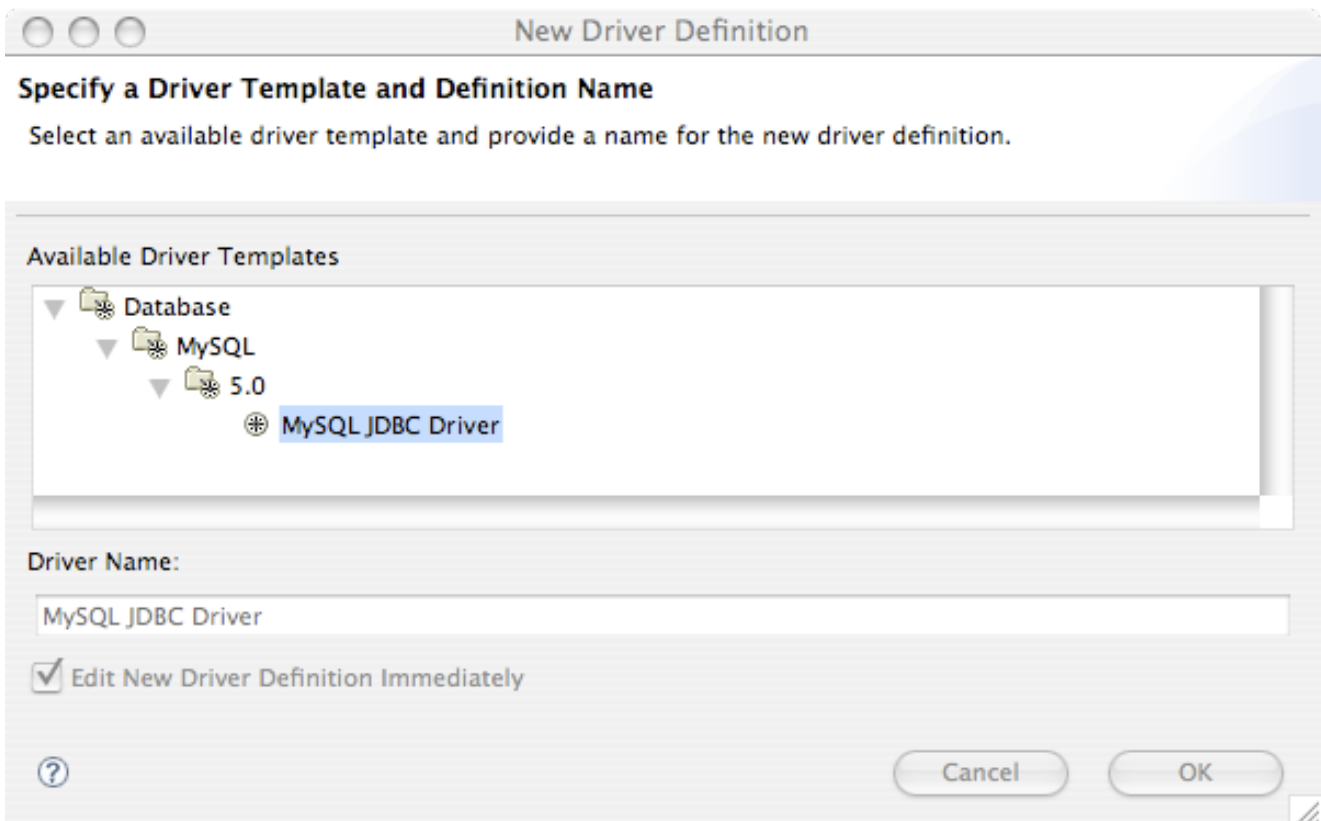 New Driver Definition
Specify a Driver Template and Definition Name
Select an available driver template and provide a name for the new driver definition.
Available Driver Templates
Database
MySQL
5.0
MySQL JDBC Driver
Driver Name:
MySQL JDBC Driver
Edit New Driver Definition Immediately
? Cancel OK